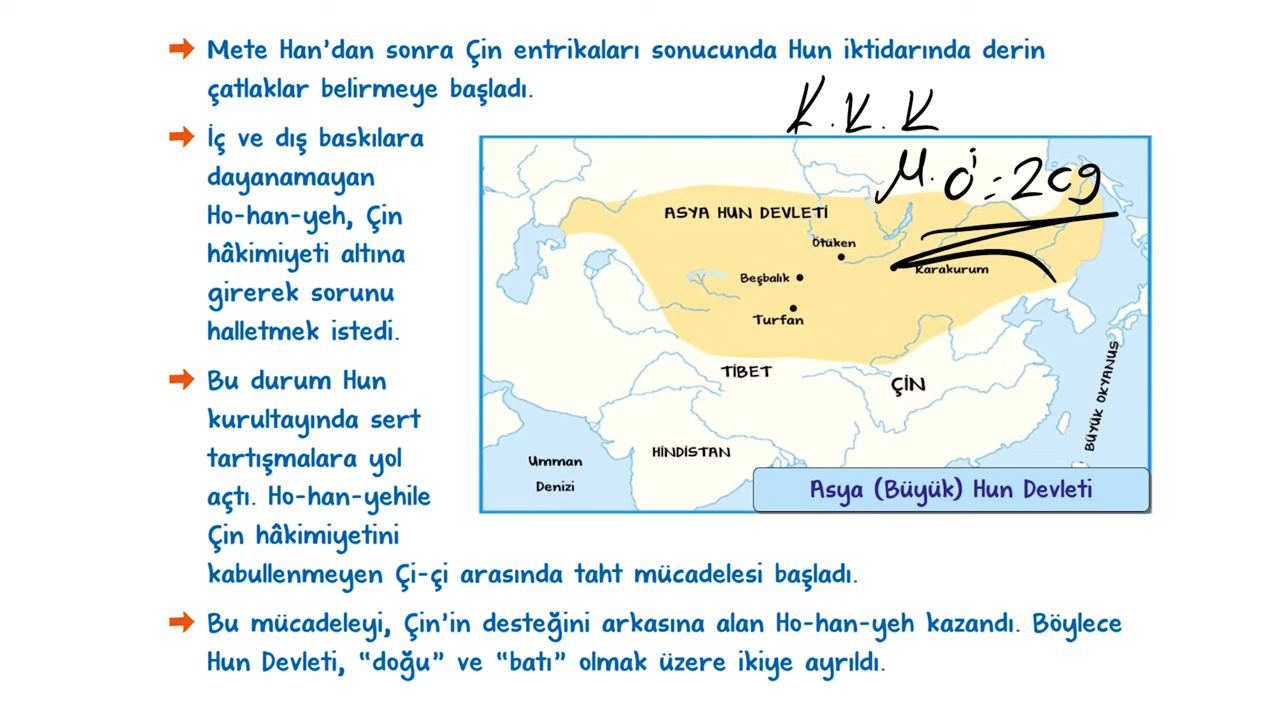 Mete Han'dan sonra Çin entrikaları sonucunda Hun iktidarında derin
çatlaklar belirmeye başladı.
İç ve dış baskılara
dayanamayan
Ho-han-yeh, Çin
hâkimiyeti altına
girerek sorunu
halletmek istedi.
Bu durum Hun
kurultayında sert
tartışmalara yol
açtı. Ho-han-yehile
Çin hâkimiyetini
kabullenmeyen Çi-çi arasında taht mücadelesi başladı.
Bu mücadeleyi, Çin'in desteğini arkasına alan Ho-han-yeh kazandı. Böylece
Hun Devleti, "doğu" ve "batı" olmak üzere ikiye ayrıldı.
K.K.K
M.Ö:209
ASYA HUN DEVLETİ
Ötüken
Karakurum
Beşbalık
Turfan
TİBET
ÇİN
BÜYÜK OKYANUS
HİNDİSTAN
Umman
Denizi
Asya (Büyük) Hun Devleti